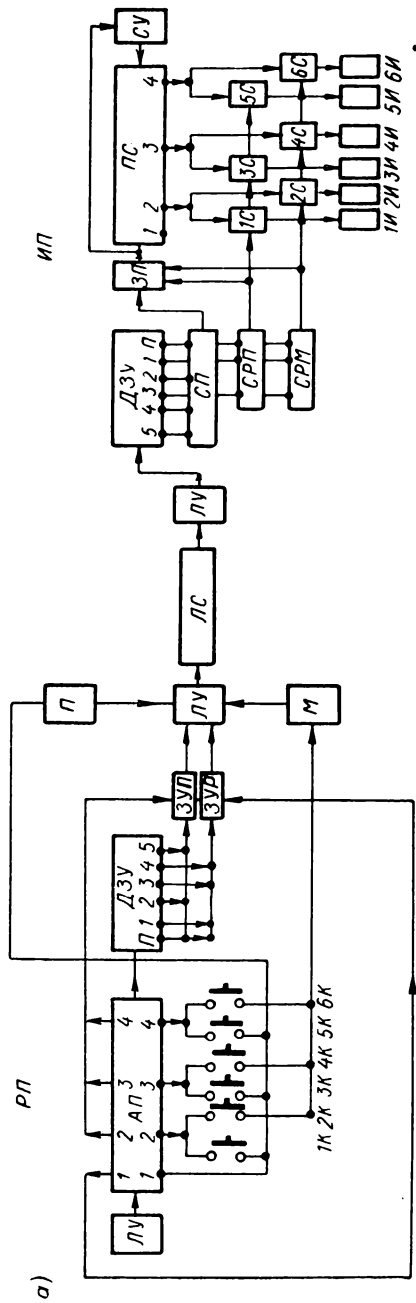 а)
РП
ИП
ЛУ
1 2 3 4
АП
1 2 3 4
1К 2К 3К 4К 5К 6К
ДЗУ
П 1 2 3 4 5
ЗУП
ЗУР
П
ЛУ
М
ЛС
ЛУ
ДЗУ
5 4 3 2 1 П
СП
СРП
СРМ
ЗП
ПС
1 2 3 4
СУ
1С 3С 5С
2С 4С 6С
1И 2И 3И 4И 5И 6И